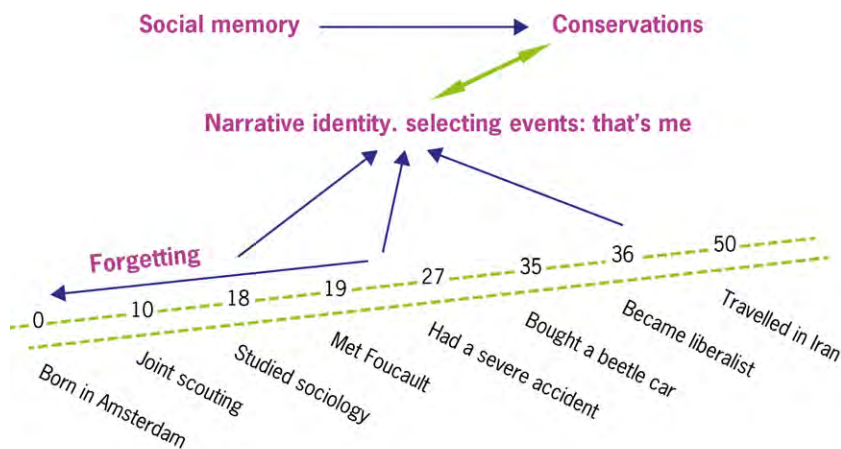 Social memory
Conservations
Narrative identity. selecting events: that's me
Forgetting
0
10
18
19
27
35
36
50
Born in Amsterdam
Joint scouting
Studied sociology
Met Foucault
Had a severe accident
Bought a beetle car
Became liberalist
Travelled in Iran